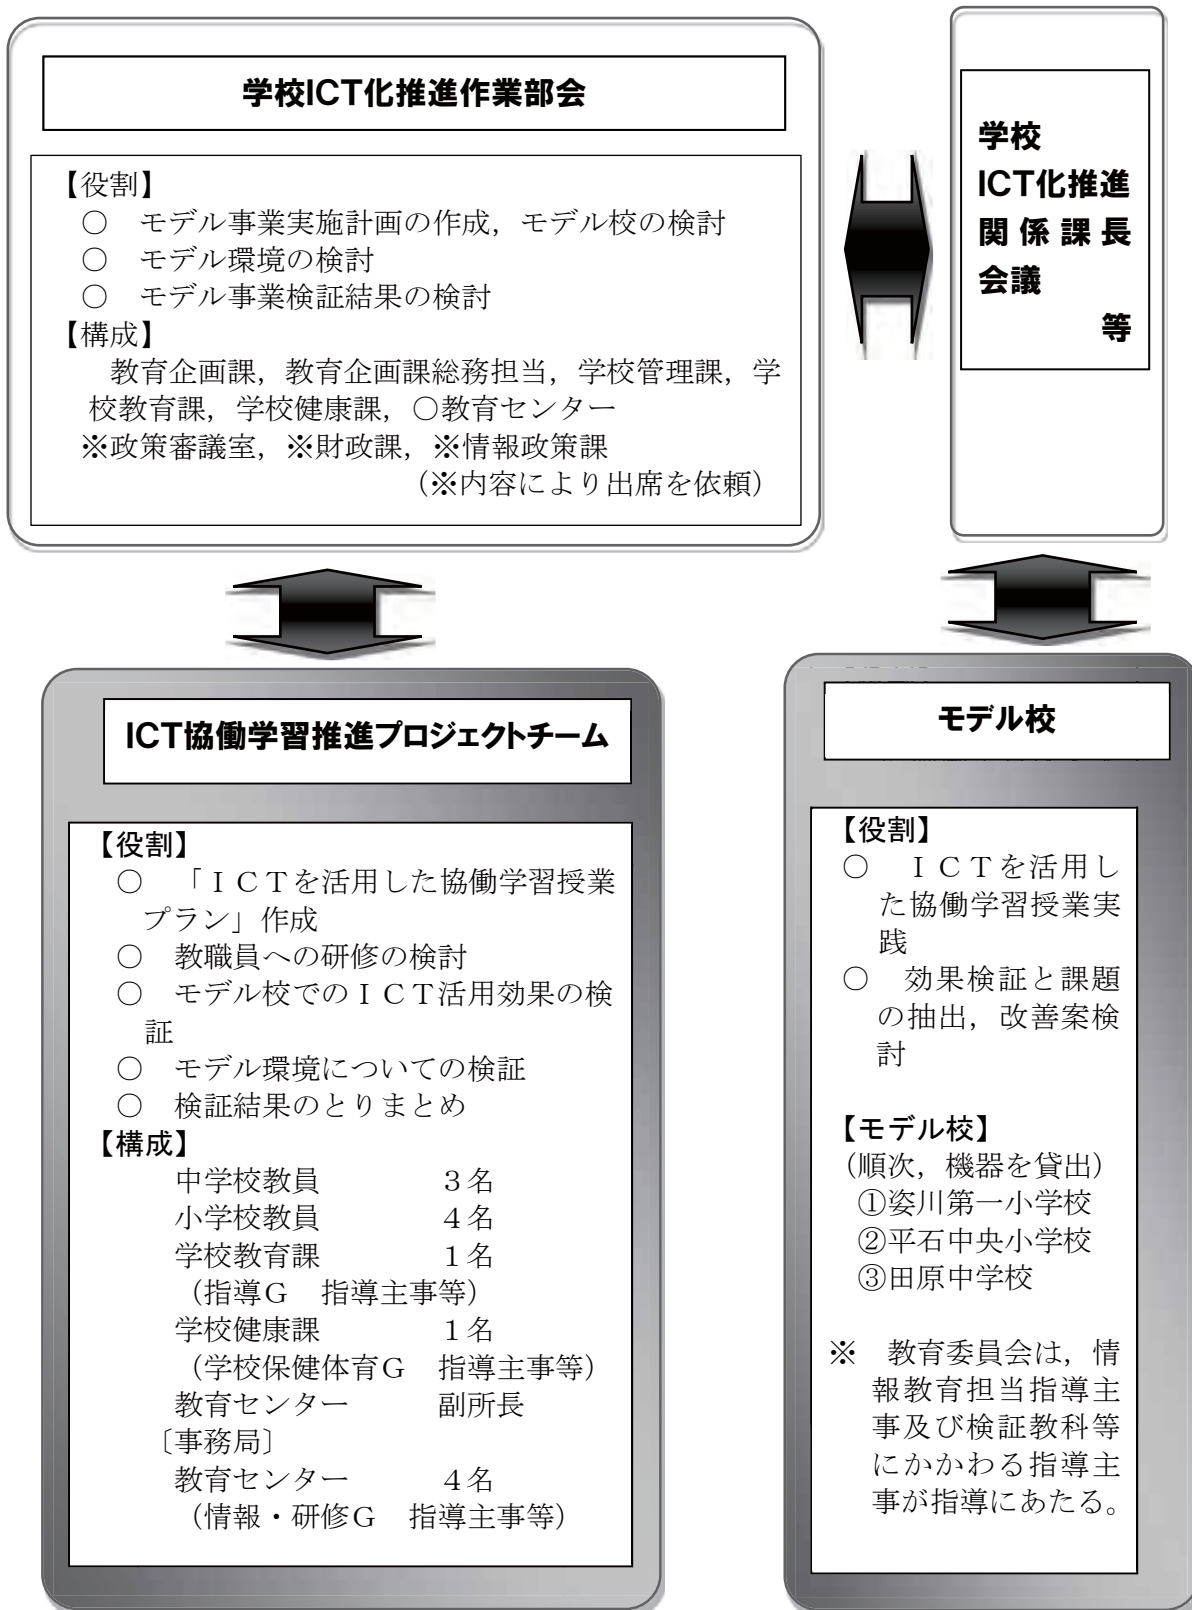 学校ICT化推進作業部会
【役割】
○　モデル事業実施計画の作成，モデル校の検討
○　モデル環境の検討
○　モデル事業検証結果の検討
【構成】
教育企画課，教育企画課総務担当，学校管理課，学
校教育課，学校健康課，○教育センター
※政策審議室，※財政課，※情報政策課
（※内容により出席を依頼）
学校
ICT化推進
関係課長
会議
等
ICT協働学習推進プロジェクトチーム
【役割】
○　「ＩＣＴを活用した協働学習授業
プラン」作成
○　教職員への研修の検討
○　モデル校でのＩＣＴ活用効果の検
証
○　モデル環境についての検証
○　検証結果のとりまとめ
【構成】
中学校教員　３名
小学校教員　４名
学校教育課　１名
（指導Ｇ　指導主事等）
学校健康課　１名
（学校保健体育Ｇ　指導主事等）
教育センター　副所長
〔事務局〕
教育センター　４名
（情報・研修Ｇ　指導主事等）
モデル校
【役割】
○　ＩＣＴを活用し
た協働学習授業実
践
○　効果検証と課題
の抽出，改善案検
討
【モデル校】
（順次，機器を貸出）
①姿川第一小学校
②平石中央小学校
③田原中学校
※　教育委員会は，情
報教育担当指導主
事及び検証教科等
にかかわる指導主
事が指導にあたる。